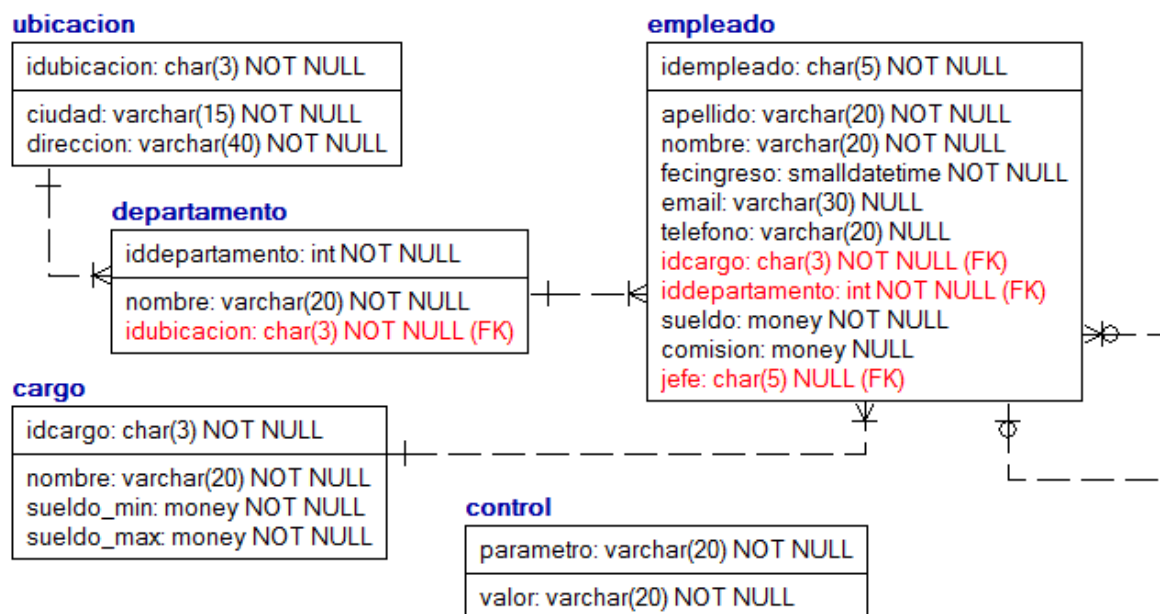 ubicacion
idubicacion: char(3) NOT NULL
ciudad: varchar(15) NOT NULL
direccion: varchar(40) NOT NULL
departamento
iddepartamento: int NOT NULL
nombre: varchar(20) NOT NULL
idubicacion: char(3) NOT NULL (FK)
cargo
idcargo: char(3) NOT NULL
nombre: varchar(20) NOT NULL
sueldo_min: money NOT NULL
sueldo_max: money NOT NULL
empleado
idempleado: char(5) NOT NULL
apellido: varchar(20) NOT NULL
nombre: varchar(20) NOT NULL
fecingreso: smalldatetime NOT NULL
email: varchar(30) NULL
telefono: varchar(20) NULL
idcargo: char(3) NOT NULL (FK)
iddepartamento: int NOT NULL (FK)
sueldo: money NOT NULL
comision: money NULL
jefe: char(5) NULL (FK)
control
parametro: varchar(20) NOT NULL
valor: varchar(20) NOT NULL